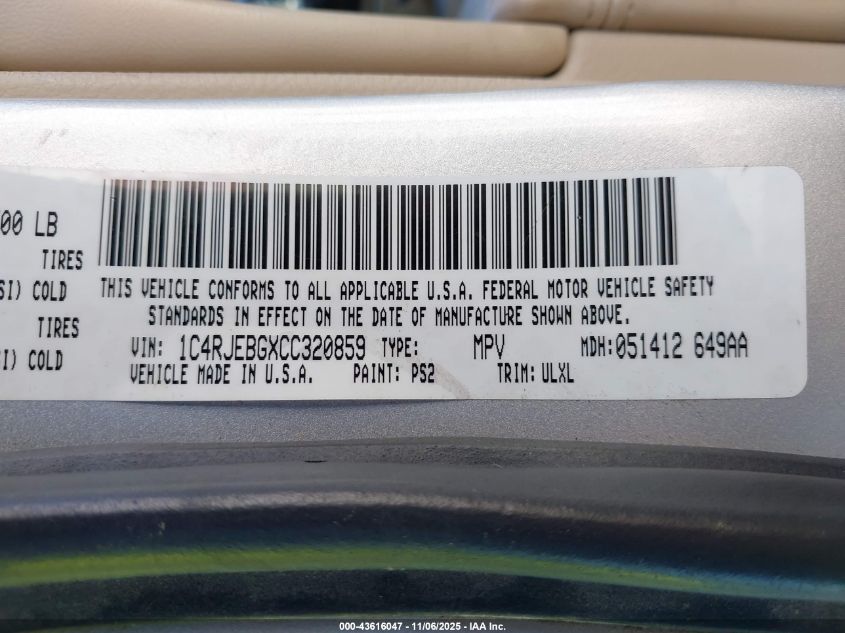 00 LB
TIRES
SI) COLD
TIRES
SI) COLD
THIS VEHICLE CONFORMS TO ALL APPLICABLE U.S.A. FEDERAL MOTOR VEHICLE SAFETY
STANDARDS IN EFFECT ON THE DATE OF MANUFACTURE SHOWN ABOVE.
VIN: 1C4RJEBGXCC320859 TYPE: MPV MDH:051412 649AA
VEHICLE MADE IN U.S.A. PAINT: PS2 TRIM: ULXL
000-43616047 - 11/06/2025 - IAA Inc.